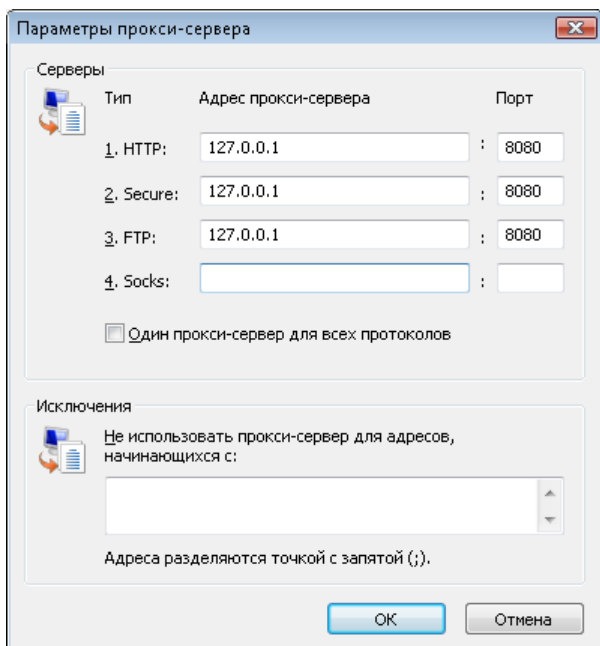 Параметры прокси-сервера
Серверы
Тип Адрес прокси-сервера Порт
1. HTTP: 127.0.0.1 : 8080
2. Secure: 127.0.0.1 : 8080
3. FTP: 127.0.0.1 : 8080
4. Socks: :
Один прокси-сервер для всех протоколов
Исключения
Не использовать прокси-сервер для адресов,
начинающихся с:
Адреса разделяются точкой с запятой (;).
ОК Отмена